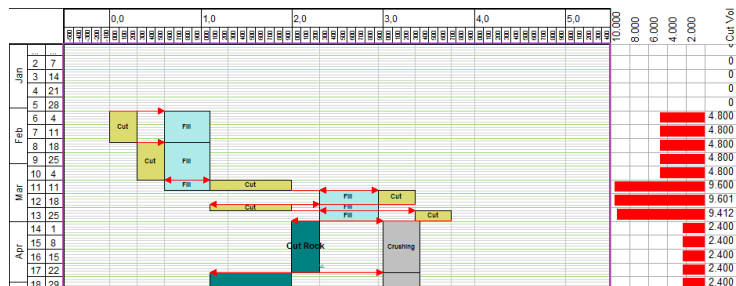 0,0 1,0 2,0 3,0 4,0 5,0
10.000 8.000 6.000 4.000 2.000 Cut Vol
Jan
... ...
2 7 0
3 14 0
4 21 0
5 28 0
Feb
6 4 4.800
7 11 Cut Fill 4.800
8 18 4.800
9 25 Cut Fill 4.800
Mar
10 4 4.800
11 11 Fill Cut 9.600
12 18 Fill Cut 9.601
Cut Fill
13 25 Fill Cut 9.412
Apr
14 1 2.400
15 8 Cut Rock Crushing 2.400
16 15 2.400
17 22 2.400
18 29 2.400